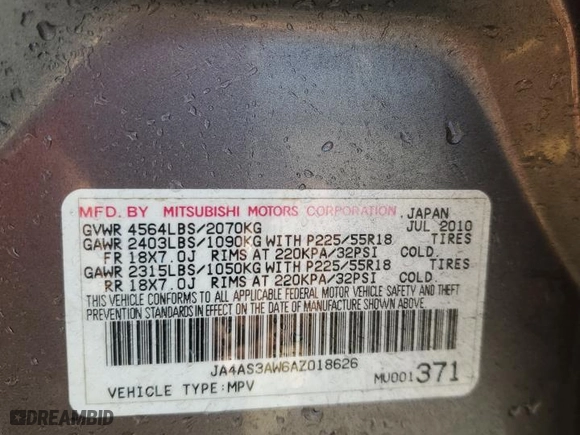 MFD. BY MITSUBISHI MOTORS CORPORATION, JAPAN
GVWR 4564LBS/2070KG JUL 2010
GAWR 2403LBS/1090KG WITH P225/55R18 TIRES
FR 18X7.0J RIMS AT 220KPA/32PSI COLD
GAWR 2315LBS/1050KG WITH P225/55R18 TIRES
RR 18X7.0J RIMS AT 220KPA/32PSI COLD
THIS VEHICLE CONFORMS TO ALL APPLICABLE FEDERAL MOTOR VEHICLE SAFETY AND THEFT
PREVENTION STANDARDS IN EFFECT ON THE DATE OF MANUFACTURE SHOWN ABOVE.
JA4AS3AW6AZ018626
VEHICLE TYPE:MPV MU001371
DREAMBID